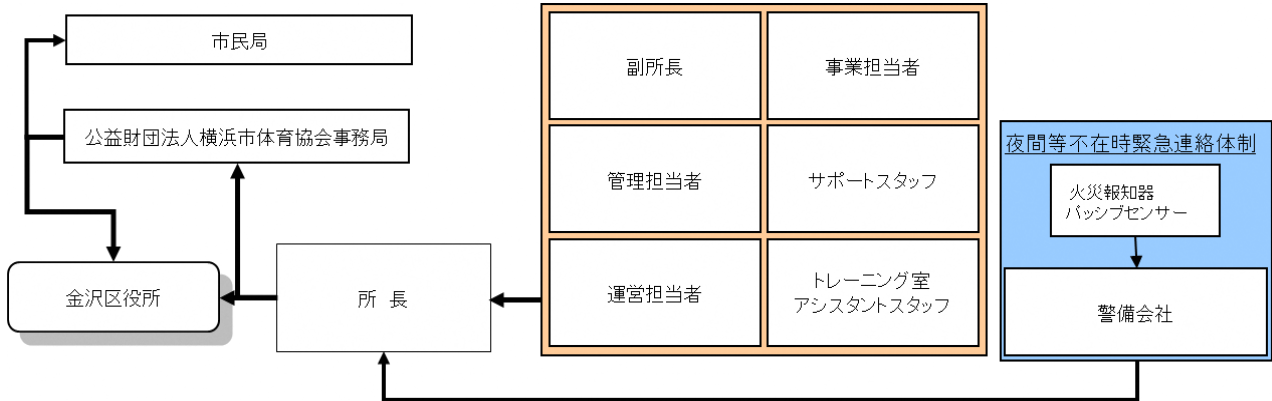 市民局
公益財団法人横浜市体育協会事務局
金沢区役所
所 長
副所長
事業担当者
管理担当者
サポートスタッフ
運営担当者
トレーニング室
アシスタントスタッフ
夜間等不在時緊急連絡体制
火災報知器
パッシブセンサー
警備会社